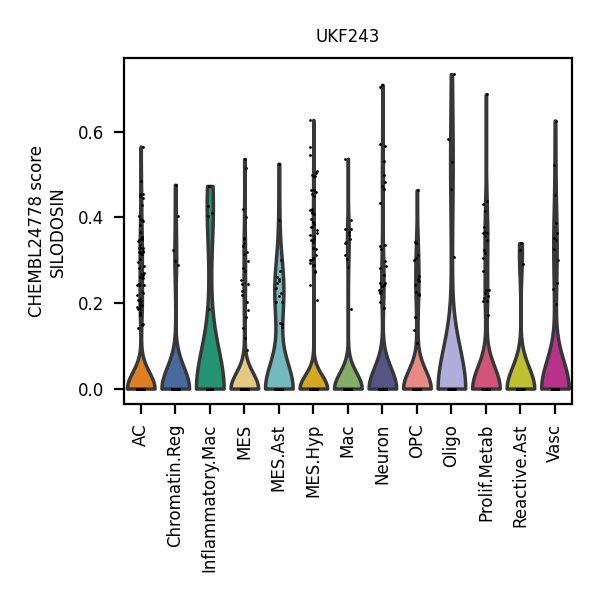 UKF243
CHEMBL24778 score
SILODOSIN
0.6
0.4
0.2
0.0
AC
Chromatin.Reg
Inflammatory.Mac
MES
MES.Ast
MES.Hyp
Mac
Neuron
OPC
Oligo
Prolif.Metab
Reactive.Ast
Vasc